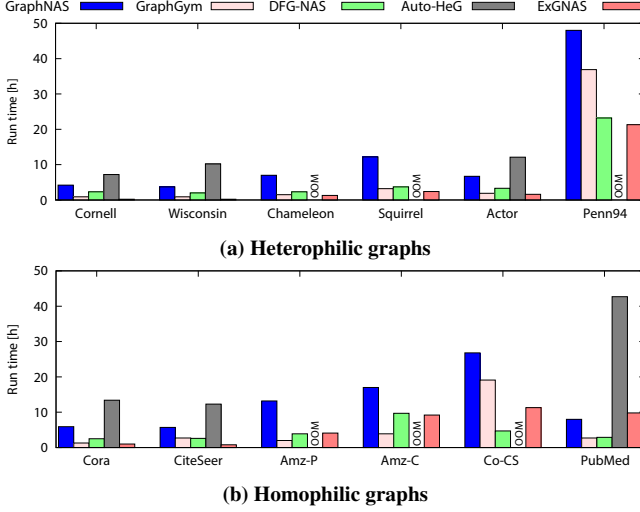 GraphNAS GraphGym DFG-NAS Auto-HeG ExGNAS
50
40
30
20
10
0
Run time [h]
OOM OOM OOM
Cornell Wisconsin Chameleon Squirrel Actor Penn94
(a) Heterophilic graphs
50
40
30
20
10
0
Run time [h]
OOM OOM OOM
Cora CiteSeer Amz-P Amz-C Co-CS PubMed
(b) Homophilic graphs